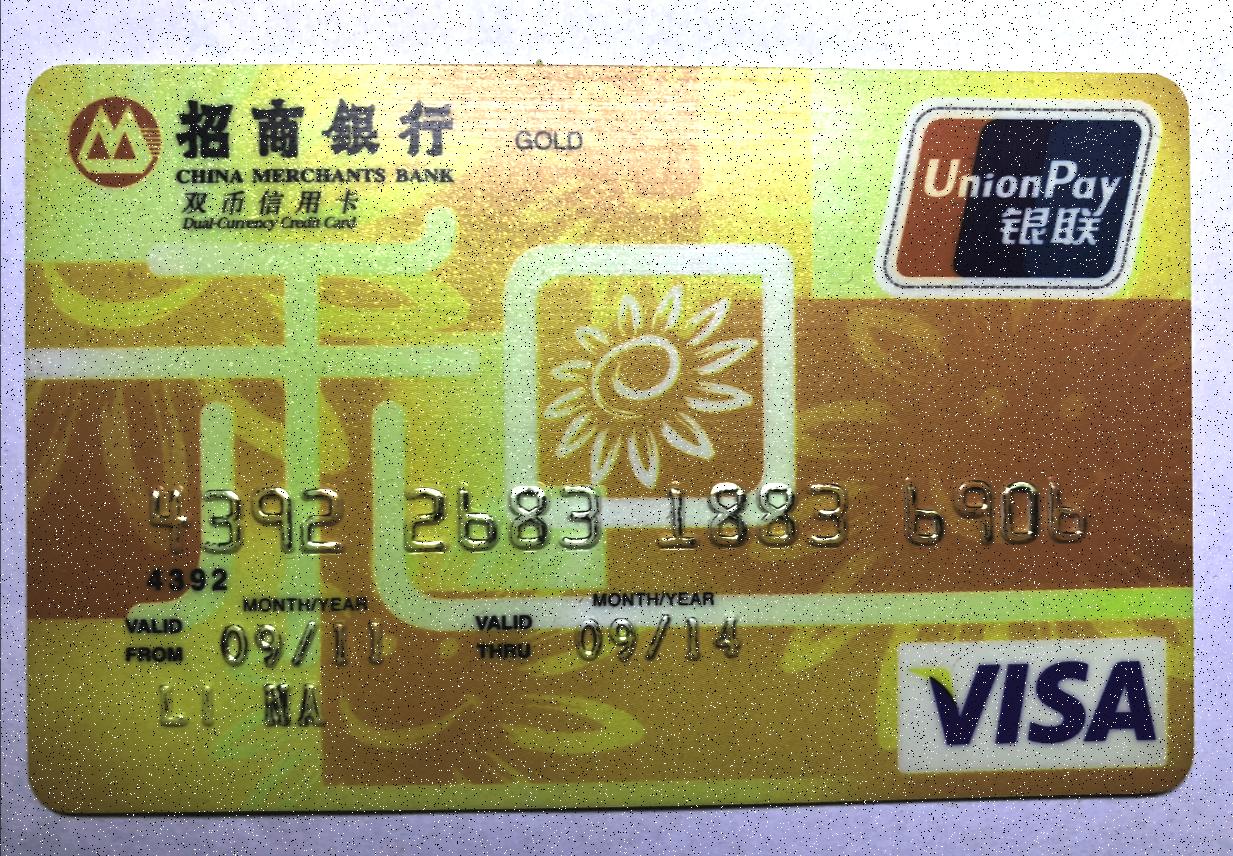 招商銀行
CHINA MERCHANTS BANK
双币信用卡
Dual-Currency Credit Card
GOLD
UnionPay
银联
4392 2683 1883 6906
4392
MONTH/YEAR MONTH/YEAR
VALID FROM 09/11 VALID THRU 09/14
LI NA
VISA